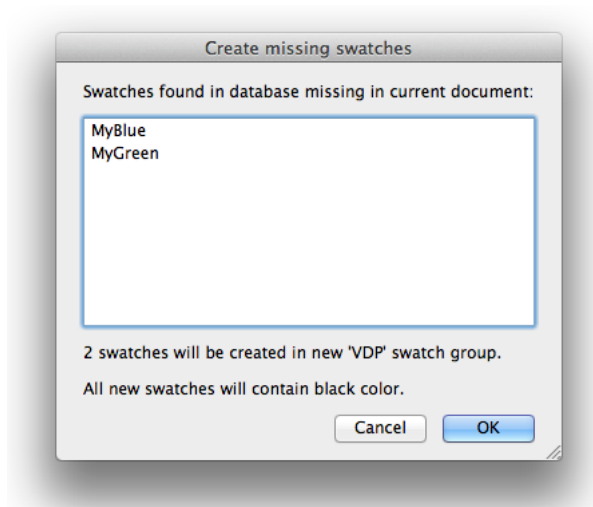 Create missing swatches
Swatches found in database missing in current document:
MyBlue
MyGreen
2 swatches will be created in new 'VDP' swatch group.
All new swatches will contain black color.
Cancel OK